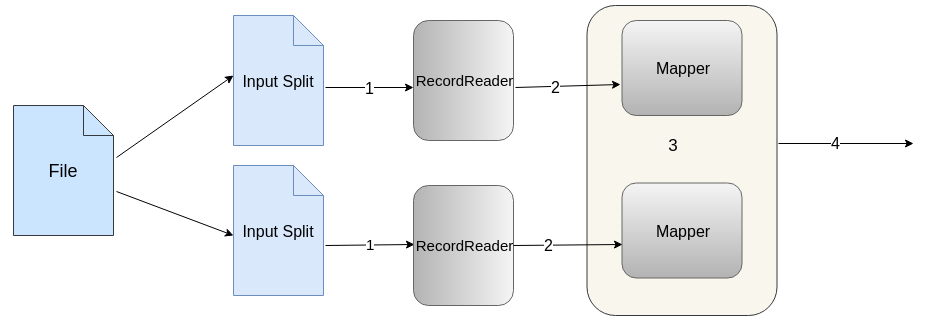 Input Split
1
RecordReader
2
Mapper
3
4
File
Input Split
1
RecordReader
2
Mapper